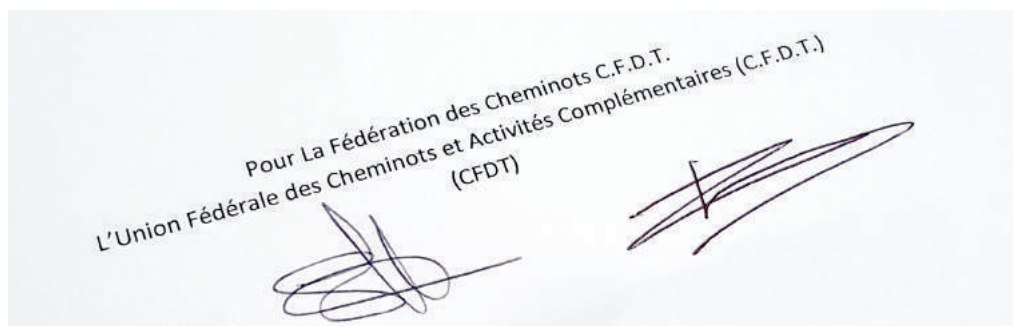 Pour La Fédération des Cheminots C.F.D.T.
L'Union Fédérale des Cheminots et Activités Complémentaires (C.F.D.T.)
(CFDT)